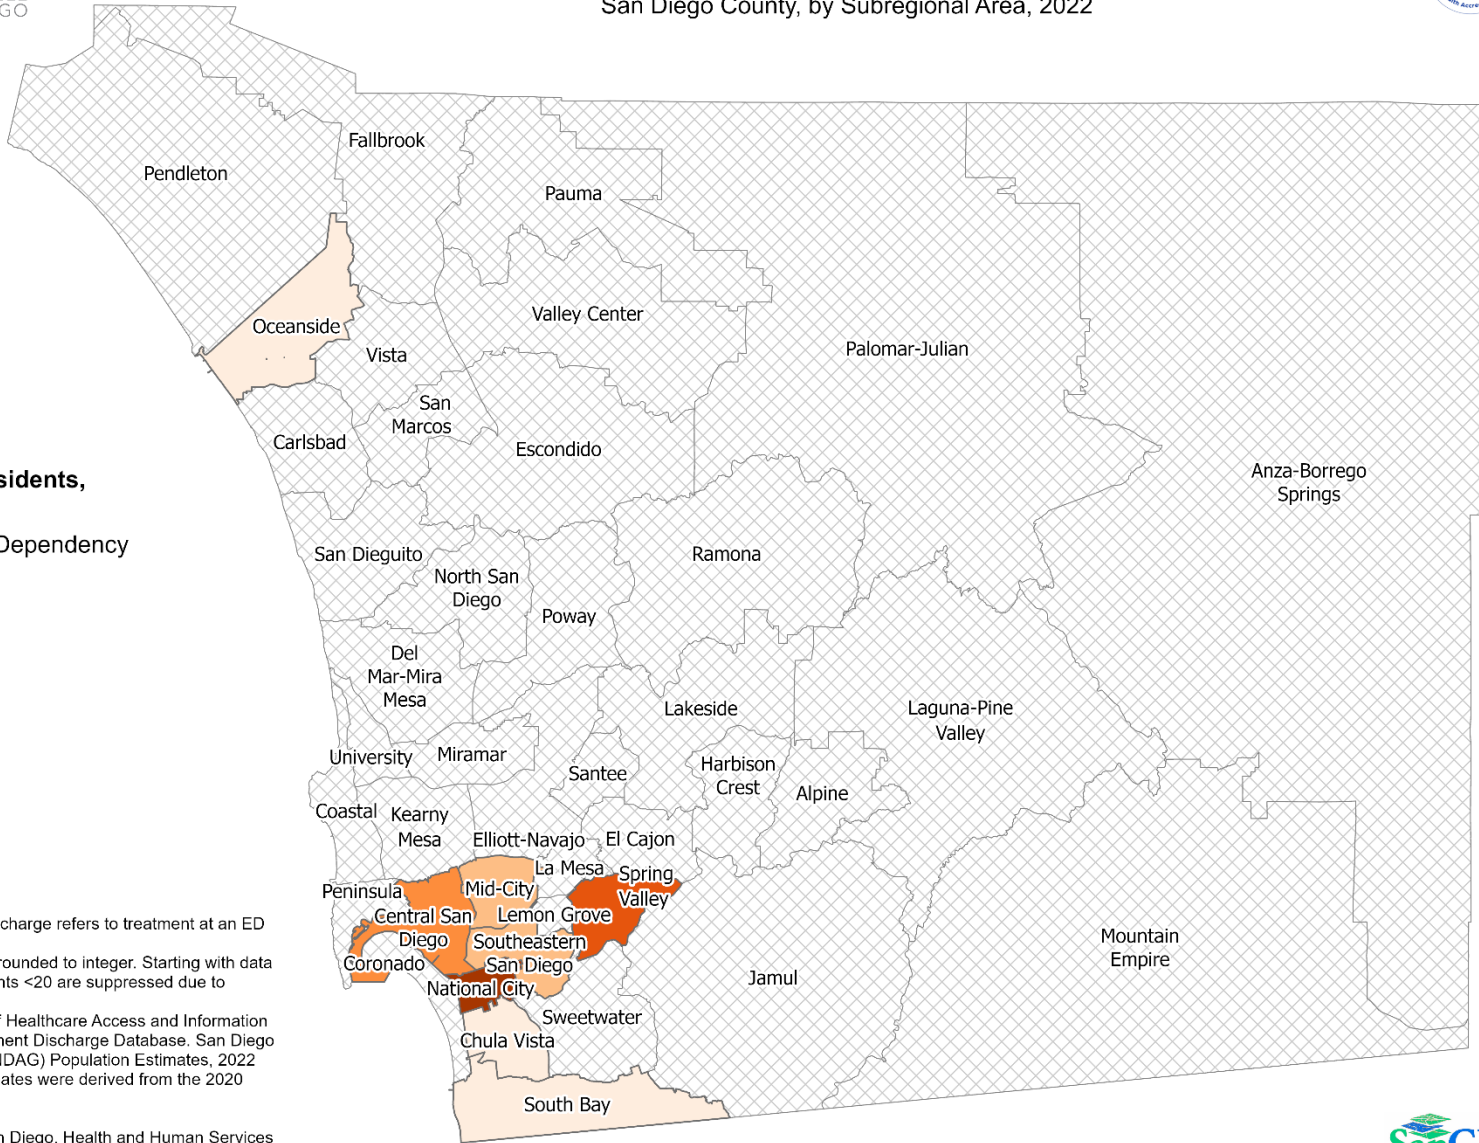 GO
San Diego County, by Subregional Area, 2022
Fallbrook
Pendleton
Pauma
Oceanside
Valley Center
Vista
Palomar-Julian
San
Marcos
Carlsbad
Escondido
Anza-Borrego
Springs
sidents,
Dependency
San Dieguito
Ramona
North San
Diego
Poway
Del
Mar-Mira
Mesa
Lakeside
Laguna-Pine
Valley
University
Miramar
Santee
Harbison
Crest
Alpine
Coastal
Kearny
Mesa
Elliott-Navajo
El Cajon
La Mesa
Spring
Valley
Peninsula
Mid-City
Central San
Diego
Lemon Grove
Southeastern
San Diego
Coronado
National City
Jamul
Mountain
Empire
Sweetwater
Chula Vista
South Bay
charge refers to treatment at an ED
rounded to integer. Starting with data
nts <20 are suppressed due to
f Healthcare Access and Information
nent Discharge Database. San Diego
NDAG) Population Estimates, 2022
ates were derived from the 2020
n Diego, Health and Human Services